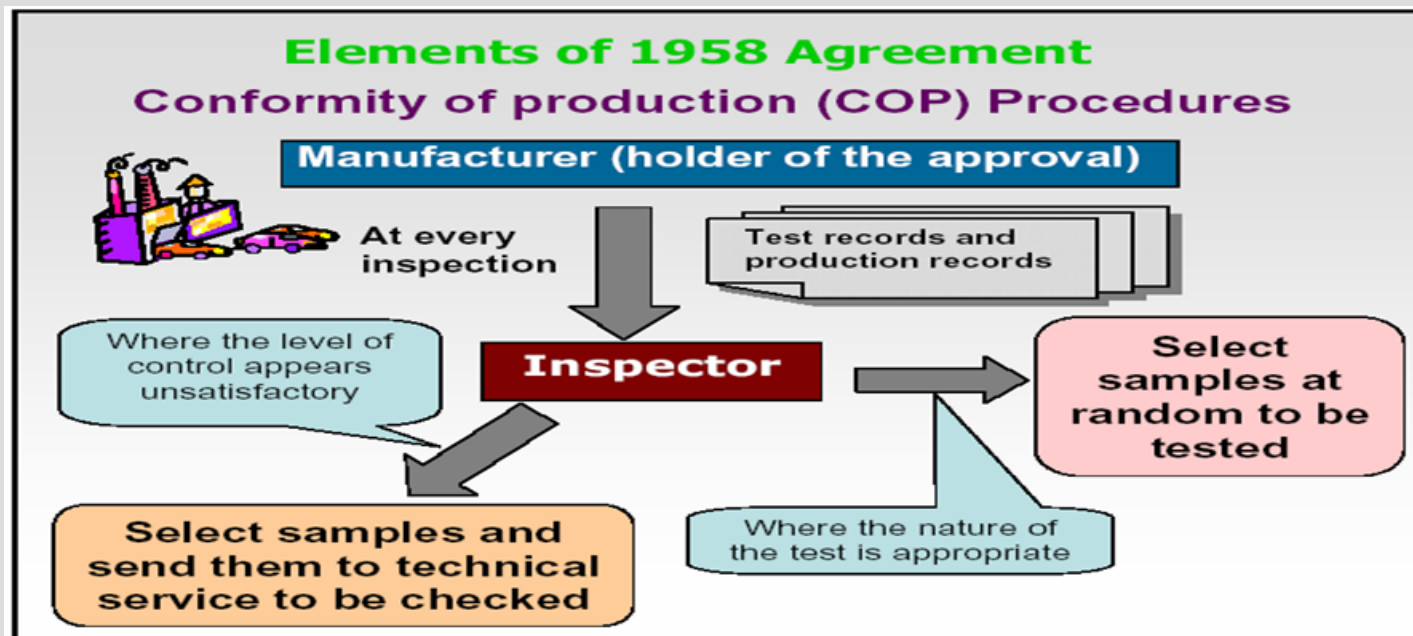 Elements of 1958 Agreement
Conformity of production (COP) Procedures
Manufacturer (holder of the approval)
At every
inspection
Test records and
production records
Where the level of
control appears
unsatisfactory
Inspector
Select
samples at
random to be
tested
Select samples and
send them to technical
service to be checked
Where the nature of
the test is appropriate